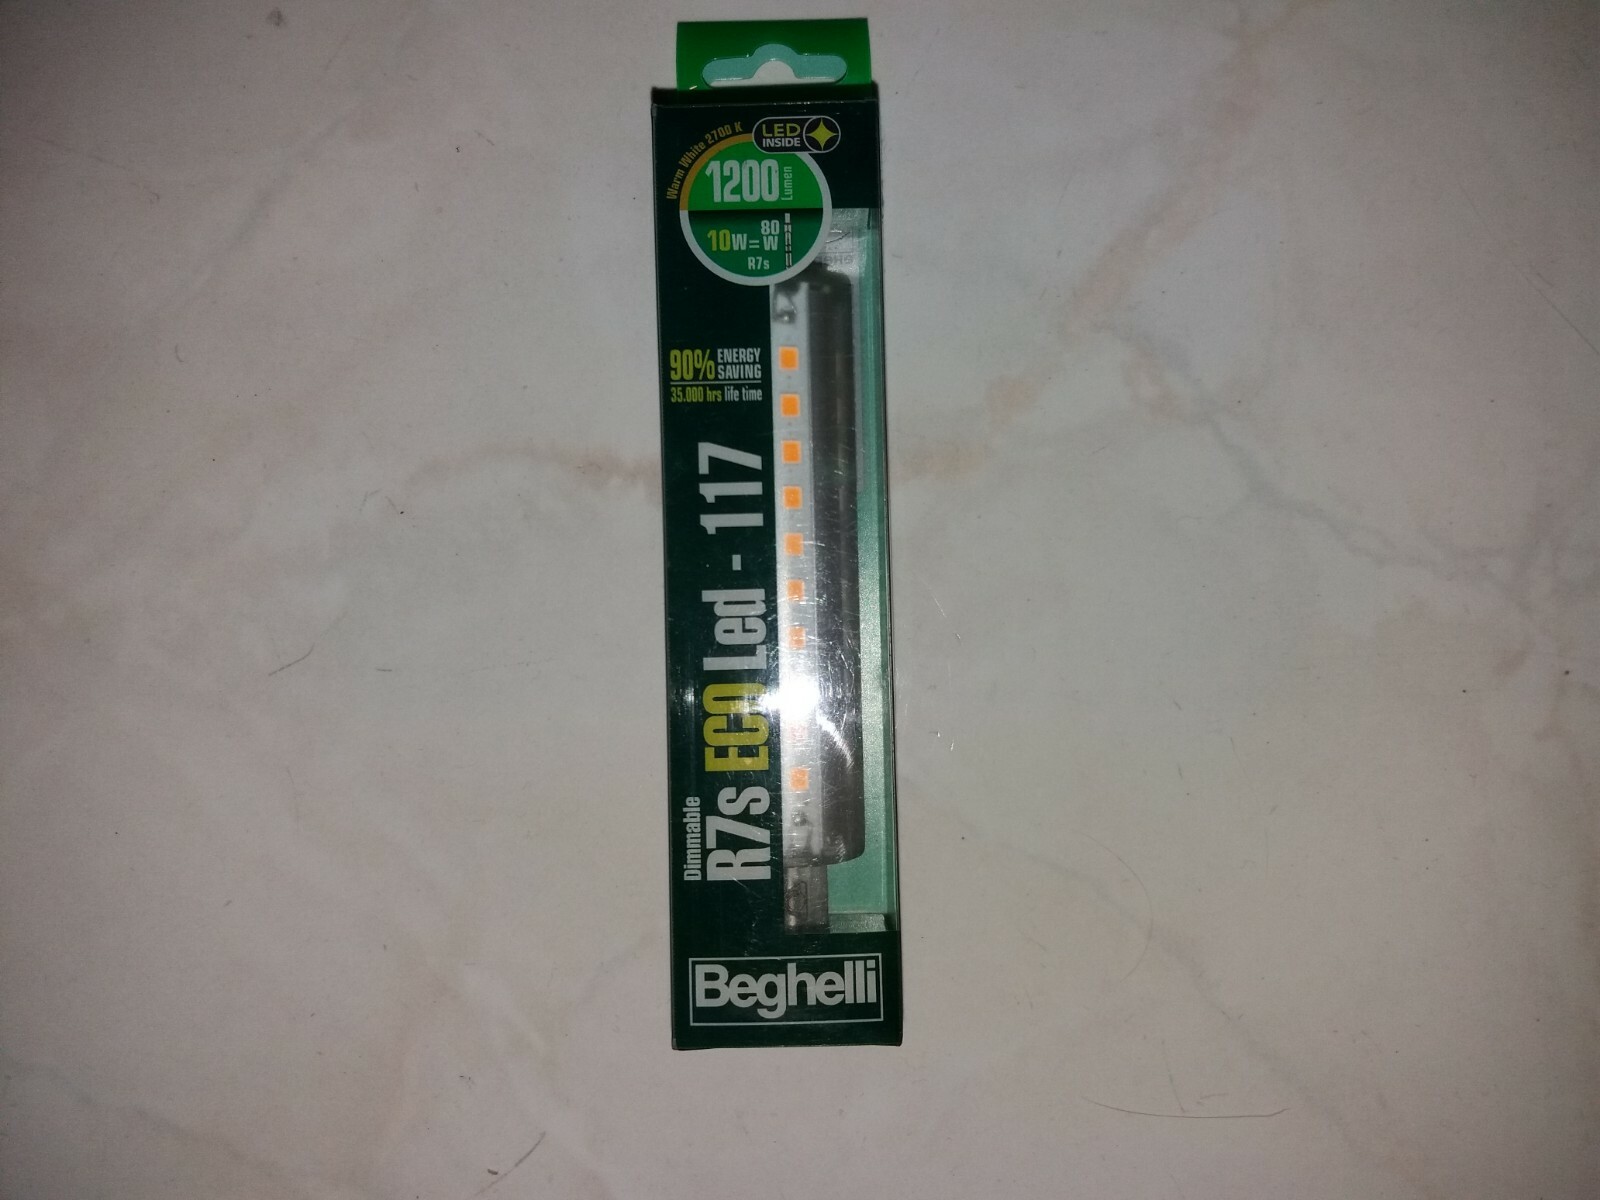 Warm White 2700 K
LED
INSIDE
1200 Lumen
10W=80W
R7s
90% ENERGY SAVING
35.000 hrs life time
Dimmable
R7s ECO Led - 117
Beghelli